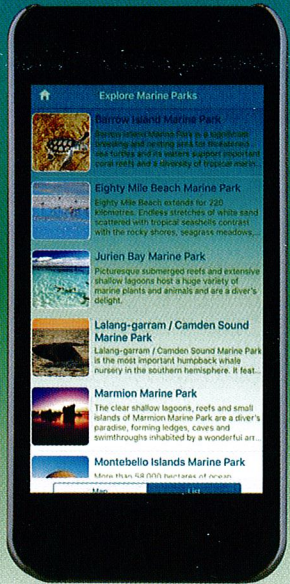 Explore Marine Parks
Barrow Island Marine Park
Barrow Island Marine Park is a significant
breeding and nesting area for threatened
sea turtles and its waters support important
coral reefs and a diversity of tropical marin...
Eighty Mile Beach Marine Park
Eighty Mile Beach extends for 220
kilometres. Endless stretches of white sand
scattered with tropical seashells contrast
with the rocky shores, seagrass meadows,...
Jurien Bay Marine Park
Picturesque submerged reefs and extensive
shallow lagoons host a huge variety of
marine plants and animals and are a diver's
delight.
Lalang-garram / Camden Sound
Marine Park
Lalang-garram / Camden Sound Marine Park
is the most important humpback whale
nursery in the southern hemisphere. It feat...
Marmion Marine Park
The clear shallow lagoons, reefs and small
islands of Marmion Marine Park are a diver's
paradise, forming ledges, caves and
swimthroughs inhabited by a wonderful art...
Montebello Islands Marine Park
More than 58,000 hectares of ocean
Map
List